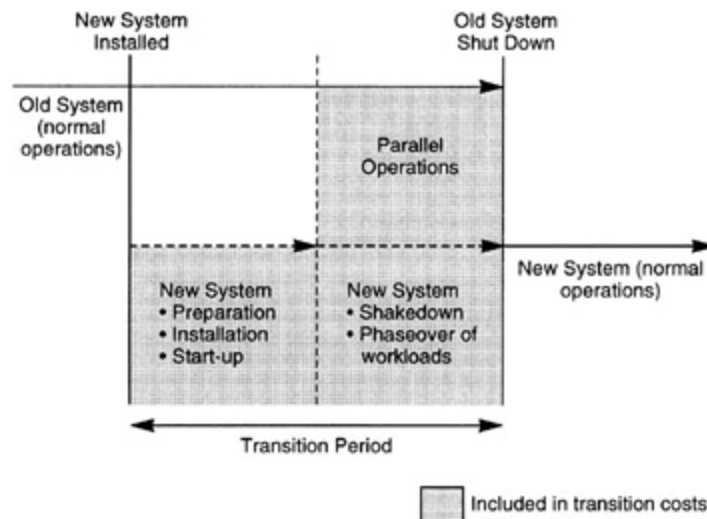 New System
Installed
Old System
Shut Down
Old System
(normal
operations)
Parallel
Operations
New System (normal
operations)
New System
• Preparation
• Installation
• Start-up
New System
• Shakedown
• Phaseover of
workloads
Transition Period
Included in transition costs